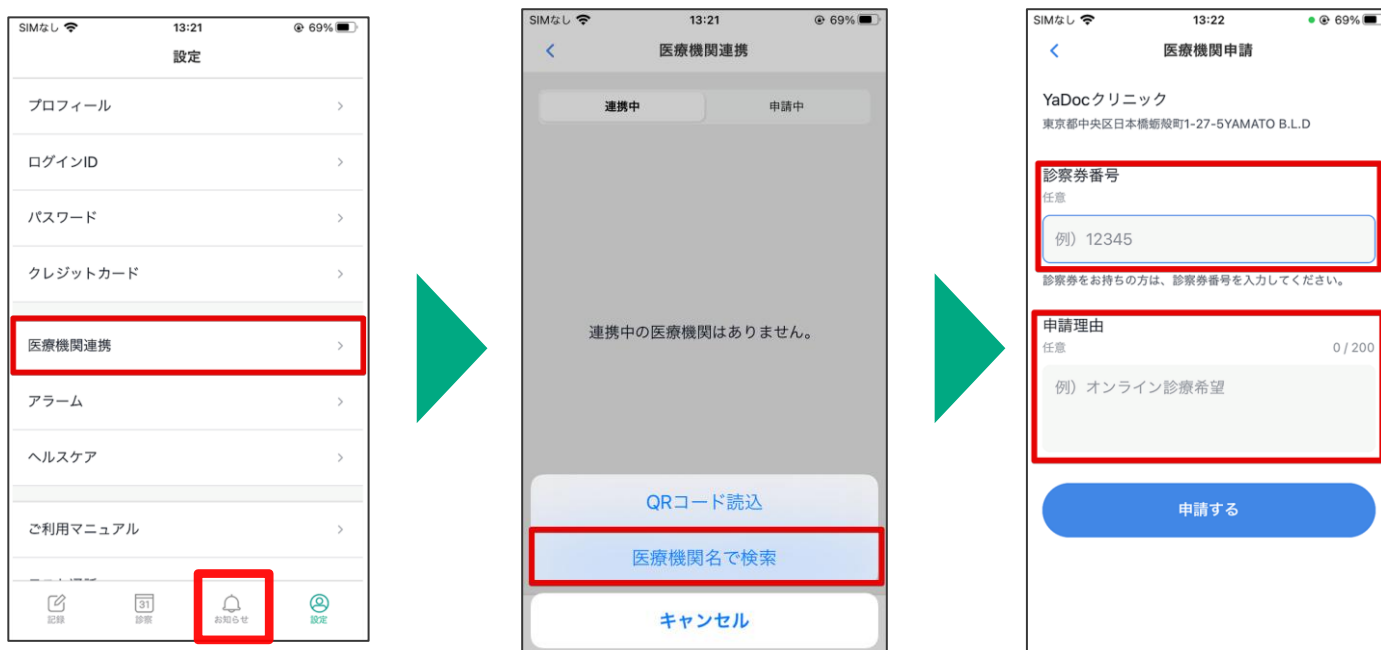 SIMなし 13:21 69%
設定
プロフィール
ログインID
パスワード
クレジットカード
医療機関連携
アラーム
ヘルスケア
ご利用マニュアル
記録 31 診察 お知らせ 設定
SIMなし 13:21 69%
医療機関連携
連携中 申請中
連携中の医療機関はありません。
QRコード読込
医療機関名で検索
キャンセル
SIMなし 13:22 69%
医療機関申請
YaDocクリニック
東京都中央区日本橋蛎殻町1-27-5YAMATO B.L.D
診察券番号
任意
例）12345
診察券をお持ちの方は、診察券番号を入力してください。
申請理由
任意 0 / 200
例）オンライン診療希望
申請する